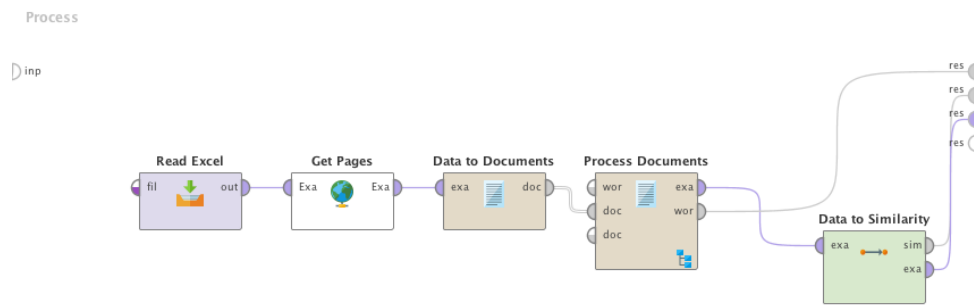 Process
inp
res
res
res
res
Read Excel
fil
out
Get Pages
Exa
Exa
Data to Documents
exa
doc
Process Documents
wor
exa
doc
wor
doc
Data to Similarity
exa
sim
exa